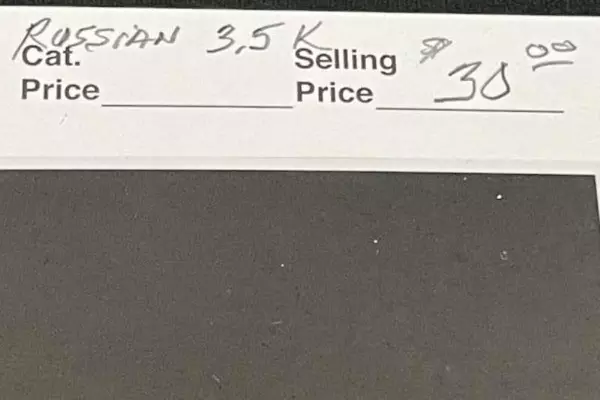 RUSSIAN 3,5 K
Cat. Selling $ 30 00
Price Price